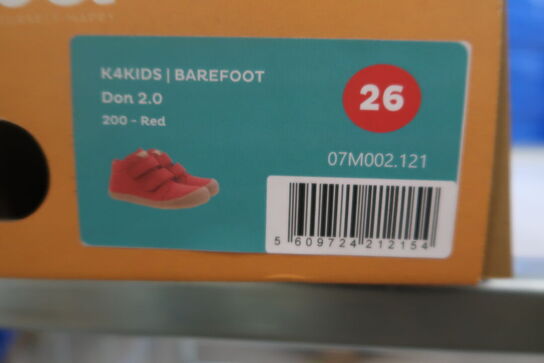 K4KIDS | BAREFOOT
Don 2.0
200 - Red
26
07M002.121
5 609724 212154